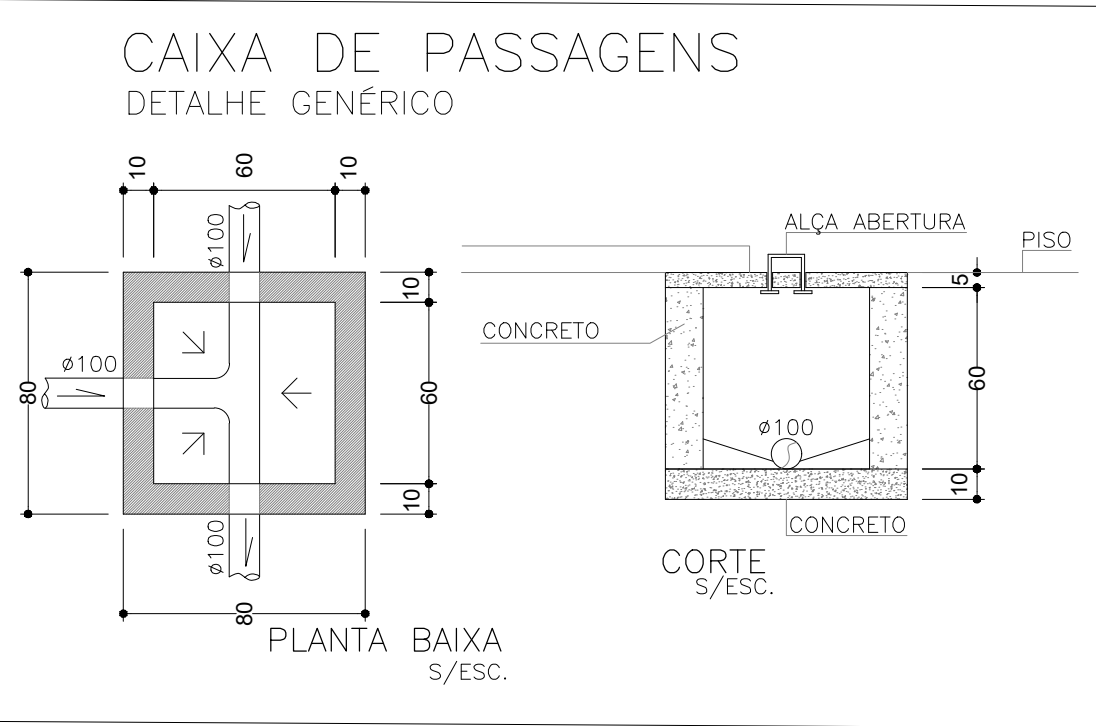 CAIXA DE PASSAGENS
DETALHE GENÉRICO
10
60
10
ø100
ALÇA ABERTURA
PISO
10
5
CONCRETO
ø100
80
60
60
ø100
10
10
ø100
CONCRETO
CORTE
S/ESC.
80
PLANTA BAIXA
S/ESC.